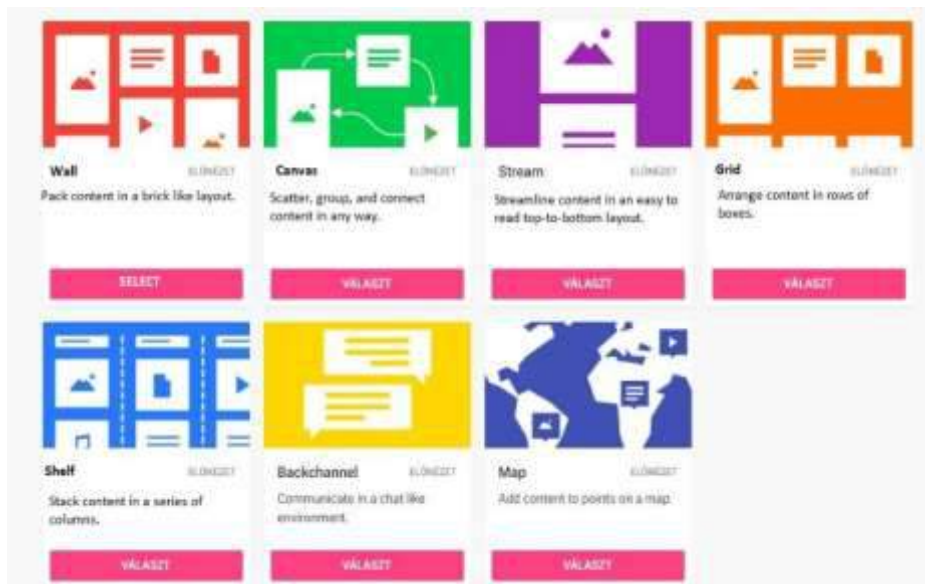 Wall ELŐNÉZET
Pack content in a brick like layout.
SELECT
Canvas ELŐNÉZET
Scatter, group, and connect
content in any way.
VÁLASZT
Stream ELŐNÉZET
Streamline content in an easy to
read top-to-bottom layout.
VÁLASZT
Grid ELŐNÉZET
Arrange content in rows of
boxes.
VÁLASZT
Shelf ELŐNÉZET
Stack content in a series of
columns.
VÁLASZT
Backchannel ELŐNÉZET
Communicate in a chat like
environment.
VÁLASZT
Map ELŐNÉZET
Add content to points on a map
VÁLASZT